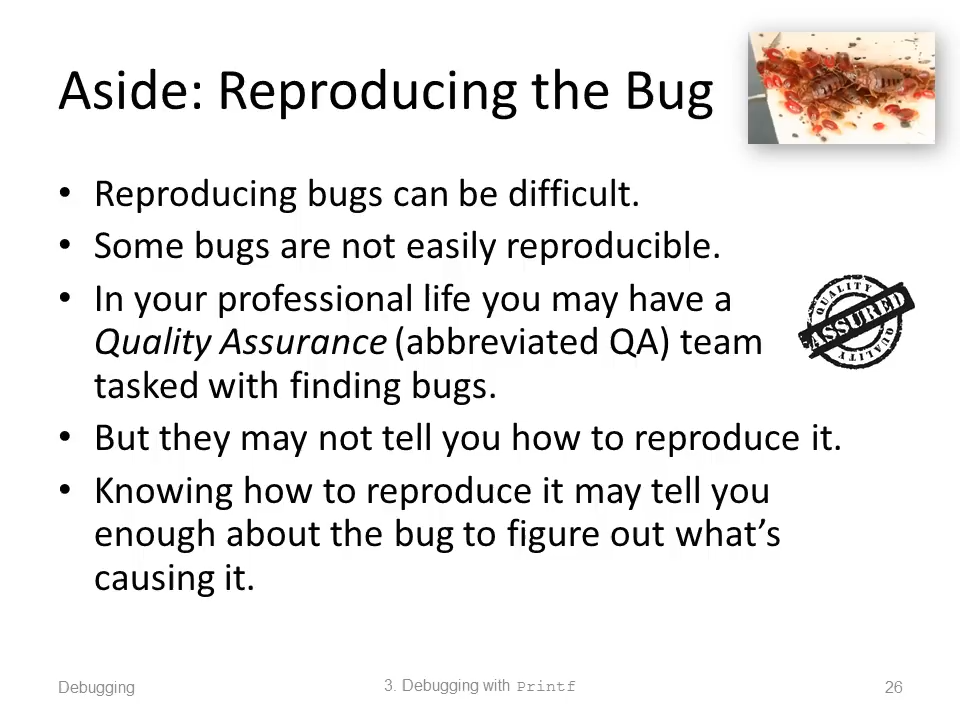 Aside: Reproducing the Bug
• Reproducing bugs can be difficult.
• Some bugs are not easily reproducible.
• In your professional life you may have a
Quality Assurance (abbreviated QA) team
tasked with finding bugs.
QUALITY
ASSURED
QUALITY
• But they may not tell you how to reproduce it.
• Knowing how to reproduce it may tell you
enough about the bug to figure out what’s
causing it.
Debugging
3. Debugging with Printf
26